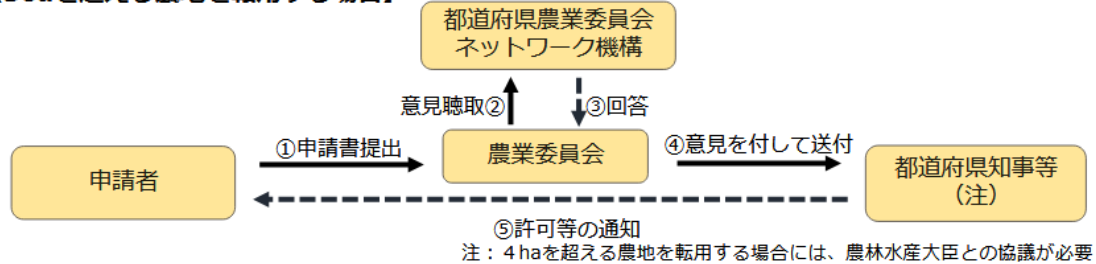 都道府県農業委員会
ネットワーク機構
意見聴取②
③回答
①申請書提出
農業委員会
④意見を付して送付
申請者
都道府県知事等
（注）
⑤許可等の通知
注：４haを超える農地を転用する場合には、農林水産大臣との協議が必要